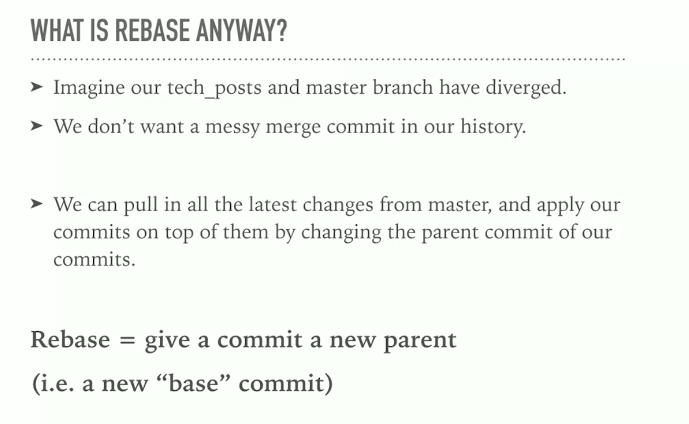 WHAT IS REBASE ANYWAY?
➤ Imagine our tech_posts and master branch have diverged.
➤ We don’t want a messy merge commit in our history.
➤ We can pull in all the latest changes from master, and apply our
commits on top of them by changing the parent commit of our
commits.
Rebase = give a commit a new parent
(i.e. a new “base” commit)